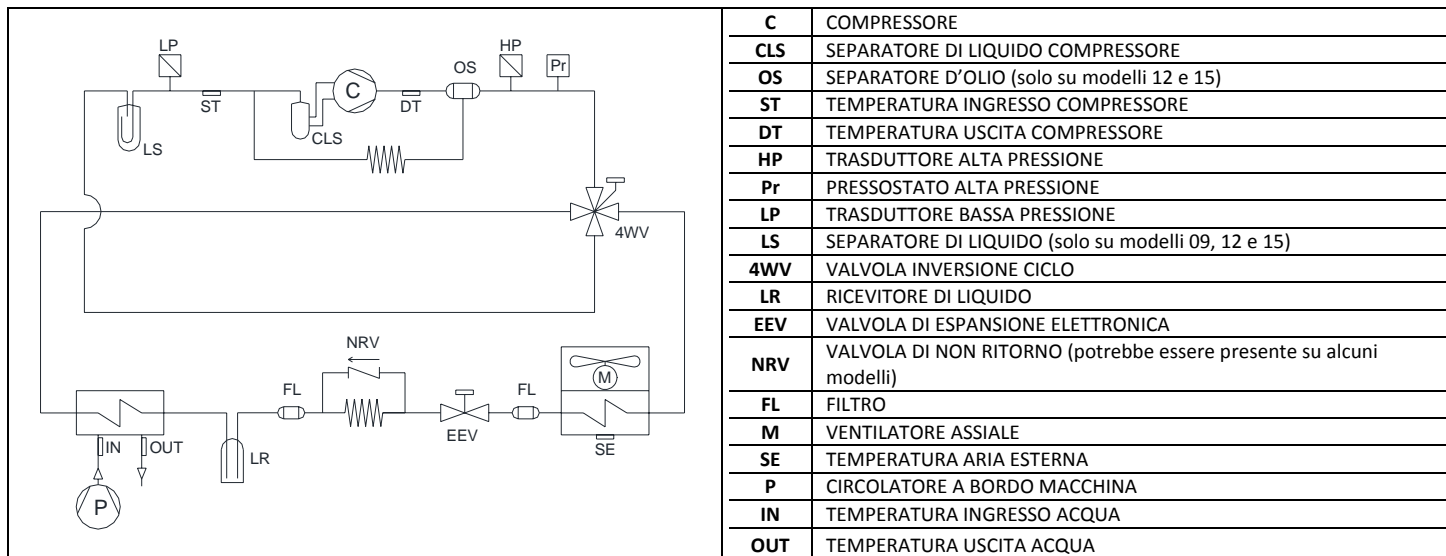 LP
HP
OS
Pr
C
ST
DT
CLS
LS
4WV
NRV
M
FL
FL
EEV
SE
IN
OUT
LR
P
C COMPRESSORE
CLS SEPARATORE DI LIQUIDO COMPRESSORE
OS SEPARATORE D’OLIO (solo su modelli 12 e 15)
ST TEMPERATURA INGRESSO COMPRESSORE
DT TEMPERATURA USCITA COMPRESSORE
HP TRASDUTTORE ALTA PRESSIONE
Pr PRESSOSTATO ALTA PRESSIONE
LP TRASDUTTORE BASSA PRESSIONE
LS SEPARATORE DI LIQUIDO (solo su modelli 09, 12 e 15)
4WV VALVOLA INVERSIONE CICLO
LR RICEVITORE DI LIQUIDO
EEV VALVOLA DI ESPANSIONE ELETTRONICA
NRV VALVOLA DI NON RITORNO (potrebbe essere presente su alcuni
modelli)
FL FILTRO
M VENTILATORE ASSIALE
SE TEMPERATURA ARIA ESTERNA
P CIRCOLATORE A BORDO MACCHINA
IN TEMPERATURA INGRESSO ACQUA
OUT TEMPERATURA USCITA ACQUA